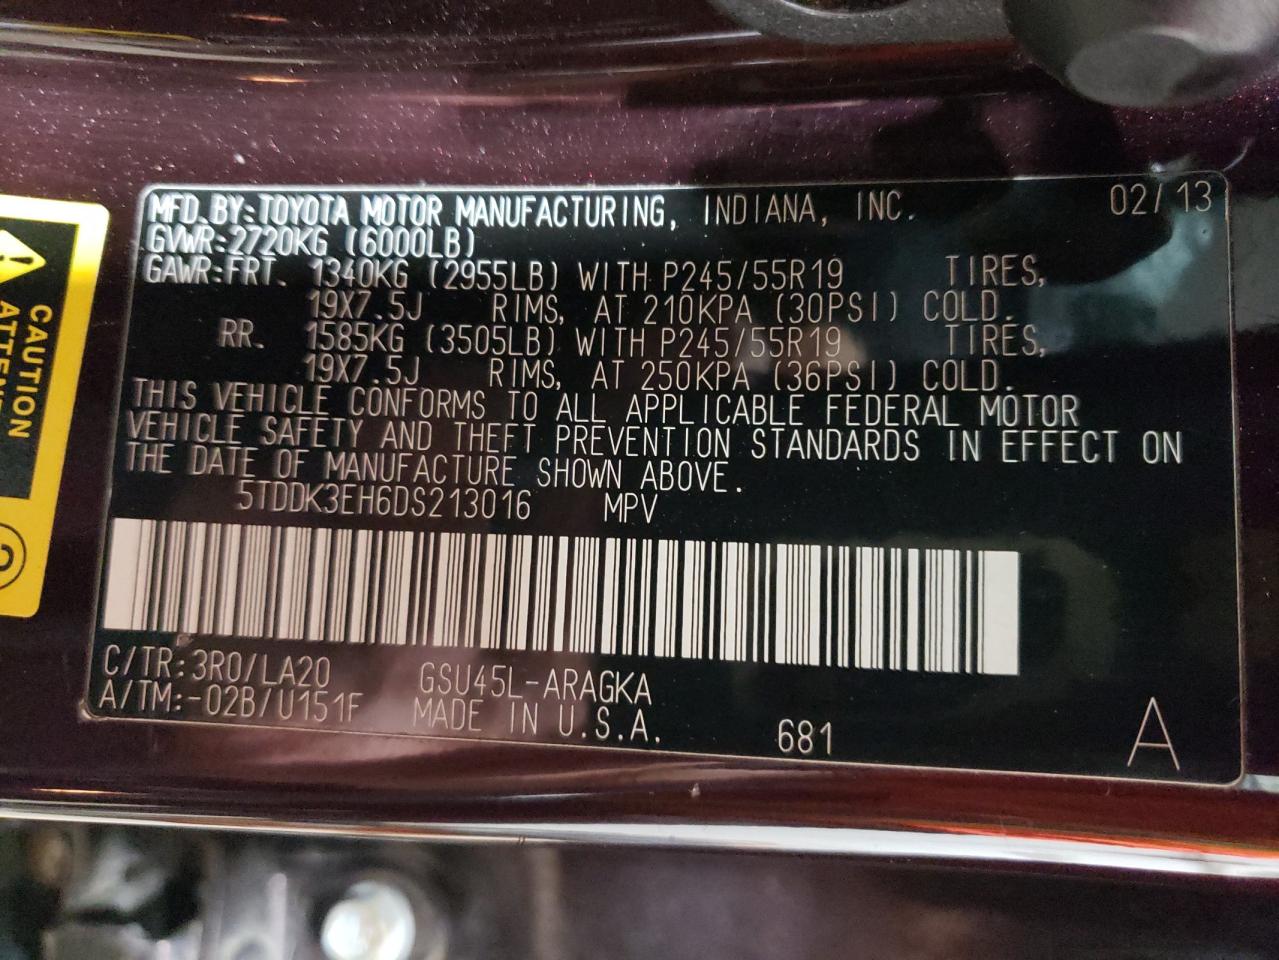 MFD.BY:TOYOTA MOTOR MANUFACTURING, INDIANA, INC. 02/13
GVWR:2720KG (6000LB)
GAWR:FRT. 1340KG (2955LB) WITH P245/55R19 TIRES,
19X7.5J RIMS, AT 210KPA (30PSI) COLD.
RR. 1585KG (3505LB) WITH P245/55R19 TIRES,
19X7.5J RIMS, AT 250KPA (36PSI) COLD.
THIS VEHICLE CONFORMS TO ALL APPLICABLE FEDERAL MOTOR
VEHICLE SAFETY AND THEFT PREVENTION STANDARDS IN EFFECT ON
THE DATE OF MANUFACTURE SHOWN ABOVE.
5TDDK3EH6DS213016 MPV
C/TR:3R0/LA20 GSU45L-ARAGKA
A/TM:-02B/U151F MADE IN U.S.A. 681 A
CAUTION